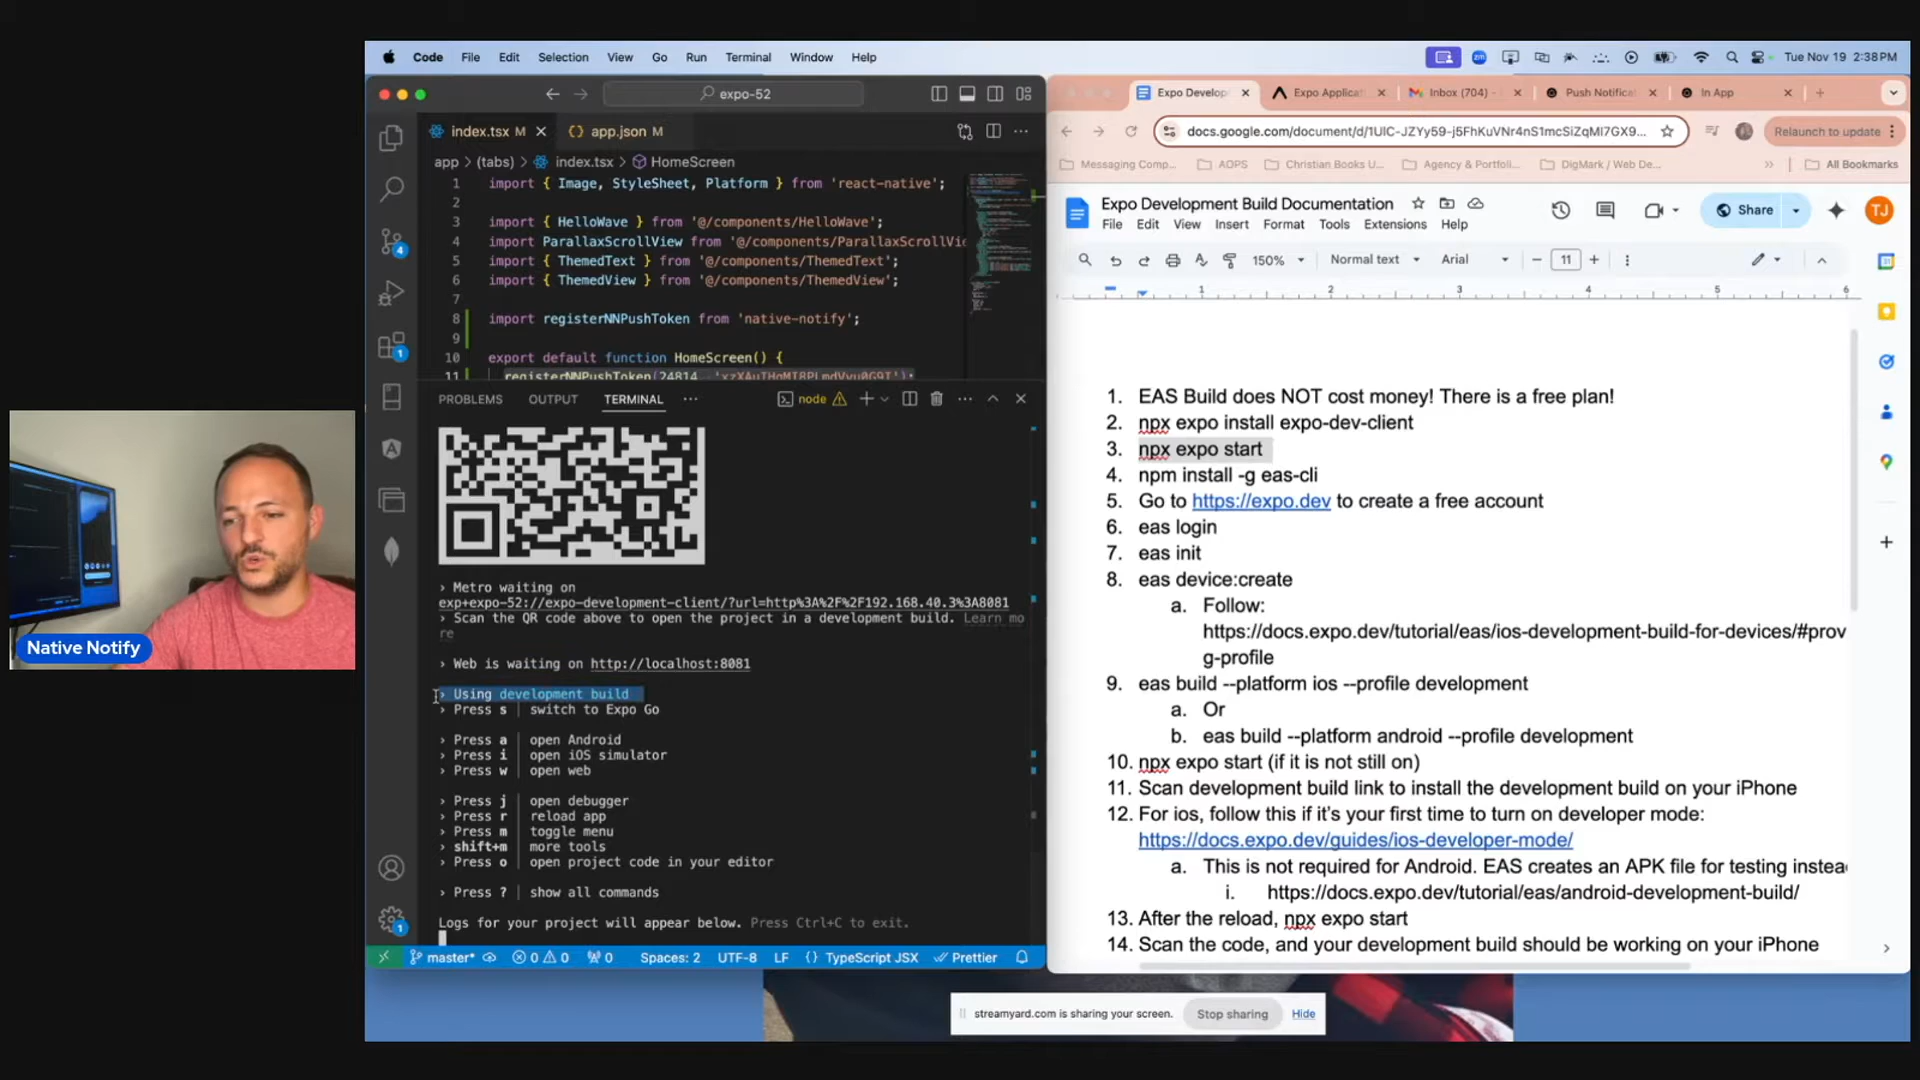 Code File Edit Selection View Go Run Terminal Window Help
Tue Nov 19 2:38 PM
expo-52
index.tsx M
app.json M
app > (tabs) > index.tsx > HomeScreen
1 import { Image, StyleSheet, Platform } from 'react-native';
2
3 import { HelloWave } from '@/components/HelloWave';
4 import ParallaxScrollView from '@/components/ParallaxScrollVie
5 import { ThemedText } from '@/components/ThemedText';
6 import { ThemedView } from '@/components/ThemedView';
7
8 import registerNNPushToken from 'native-notify';
9
10 export default function HomeScreen() {
11
PROBLEMS OUTPUT TERMINAL
node
› Metro waiting on
exp+expo-52://expo-development-client/?url=http%3A%2F%2F192.168.40.3%3A8081
› Scan the QR code above to open the project in a development build. Learn mo
re
› Web is waiting on http://localhost:8081
› Using development build
› Press s │ switch to Expo Go
› Press a │ open Android
› Press i │ open iOS simulator
› Press w │ open web
› Press j │ open debugger
› Press r │ reload app
› Press m │ toggle menu
› shift+m │ more tools
› Press o │ open project code in your editor
› Press ? │ show all commands
Logs for your project will appear below. Press Ctrl+C to exit.
4
1
1
master* 0 0 0 Spaces: 2 UTF-8 LF {} TypeScript JSX Prettier
Native Notify
Expo Develop
Expo Applicat
Inbox (704) -
Push Notificat
In App
docs.google.com/document/d/1UlC-JZYy59-j5FhKuVNr4nS1mcSiZqMl7GX9...
Relaunch to update
Messaging Comp... AOPS Christian Books U... Agency & Portfoli... DigMark / Web De... » All Bookmarks
Expo Development Build Documentation
Share
TJ
File Edit View Insert Format Tools Extensions Help
150% Normal text Arial 11
1 2 3 4 5 6
1. EAS Build does NOT cost money! There is a free plan!
2. npx expo install expo-dev-client
3. npx expo start
4. npm install -g eas-cli
5. Go to https://expo.dev to create a free account
6. eas login
7. eas init
8. eas device:create
a. Follow:
https://docs.expo.dev/tutorial/eas/ios-development-build-for-devices/#prov
g-profile
9. eas build --platform ios --profile development
a. Or
b. eas build --platform android --profile development
10. npx expo start (if it is not still on)
11. Scan development build link to install the development build on your iPhone
12. For ios, follow this if it's your first time to turn on developer mode:
https://docs.expo.dev/guides/ios-developer-mode/
a. This is not required for Android. EAS creates an APK file for testing instea
i. https://docs.expo.dev/tutorial/eas/android-development-build/
13. After the reload, npx expo start
14. Scan the code, and your development build should be working on your iPhone
streamyard.com is sharing your screen. Stop sharing Hide